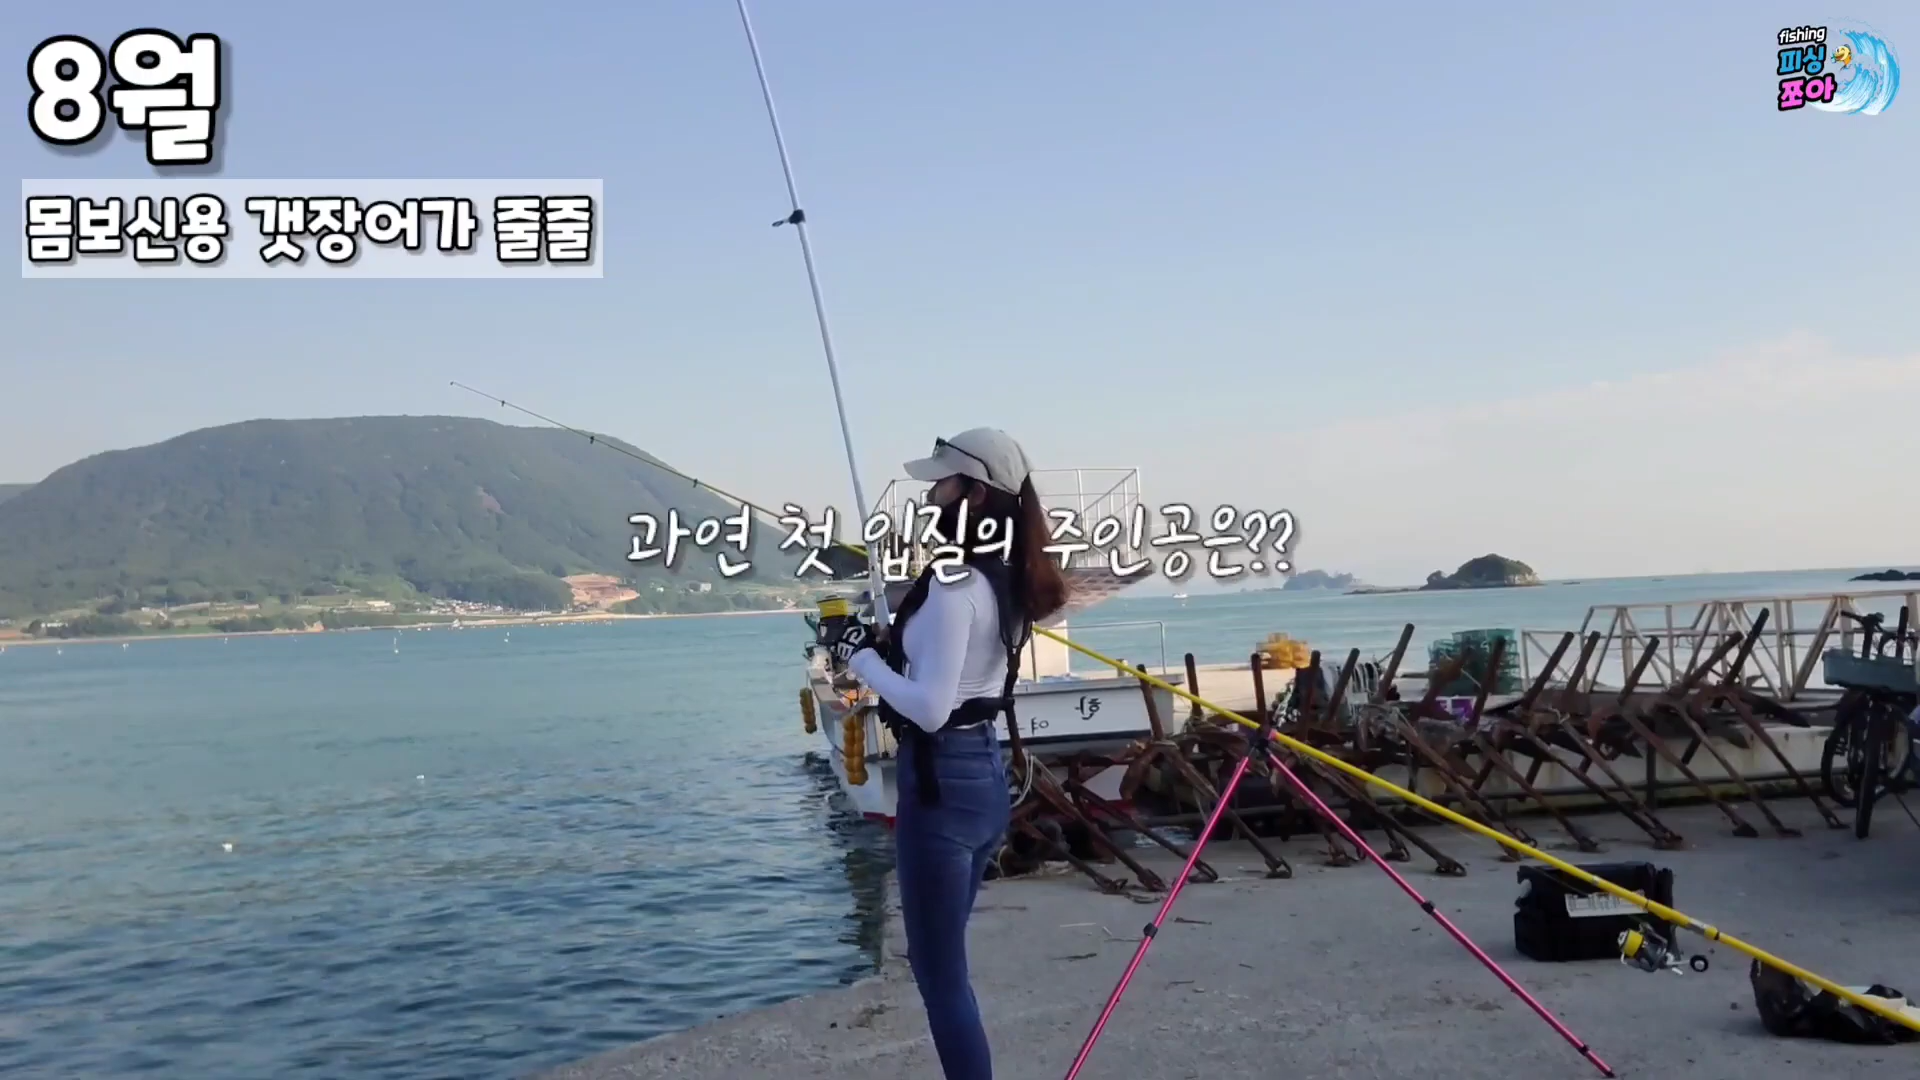 8월
몸보신용 갯장어가 줄줄
fishing
피싱
쪼아
과연 첫 입질의 주인공은??